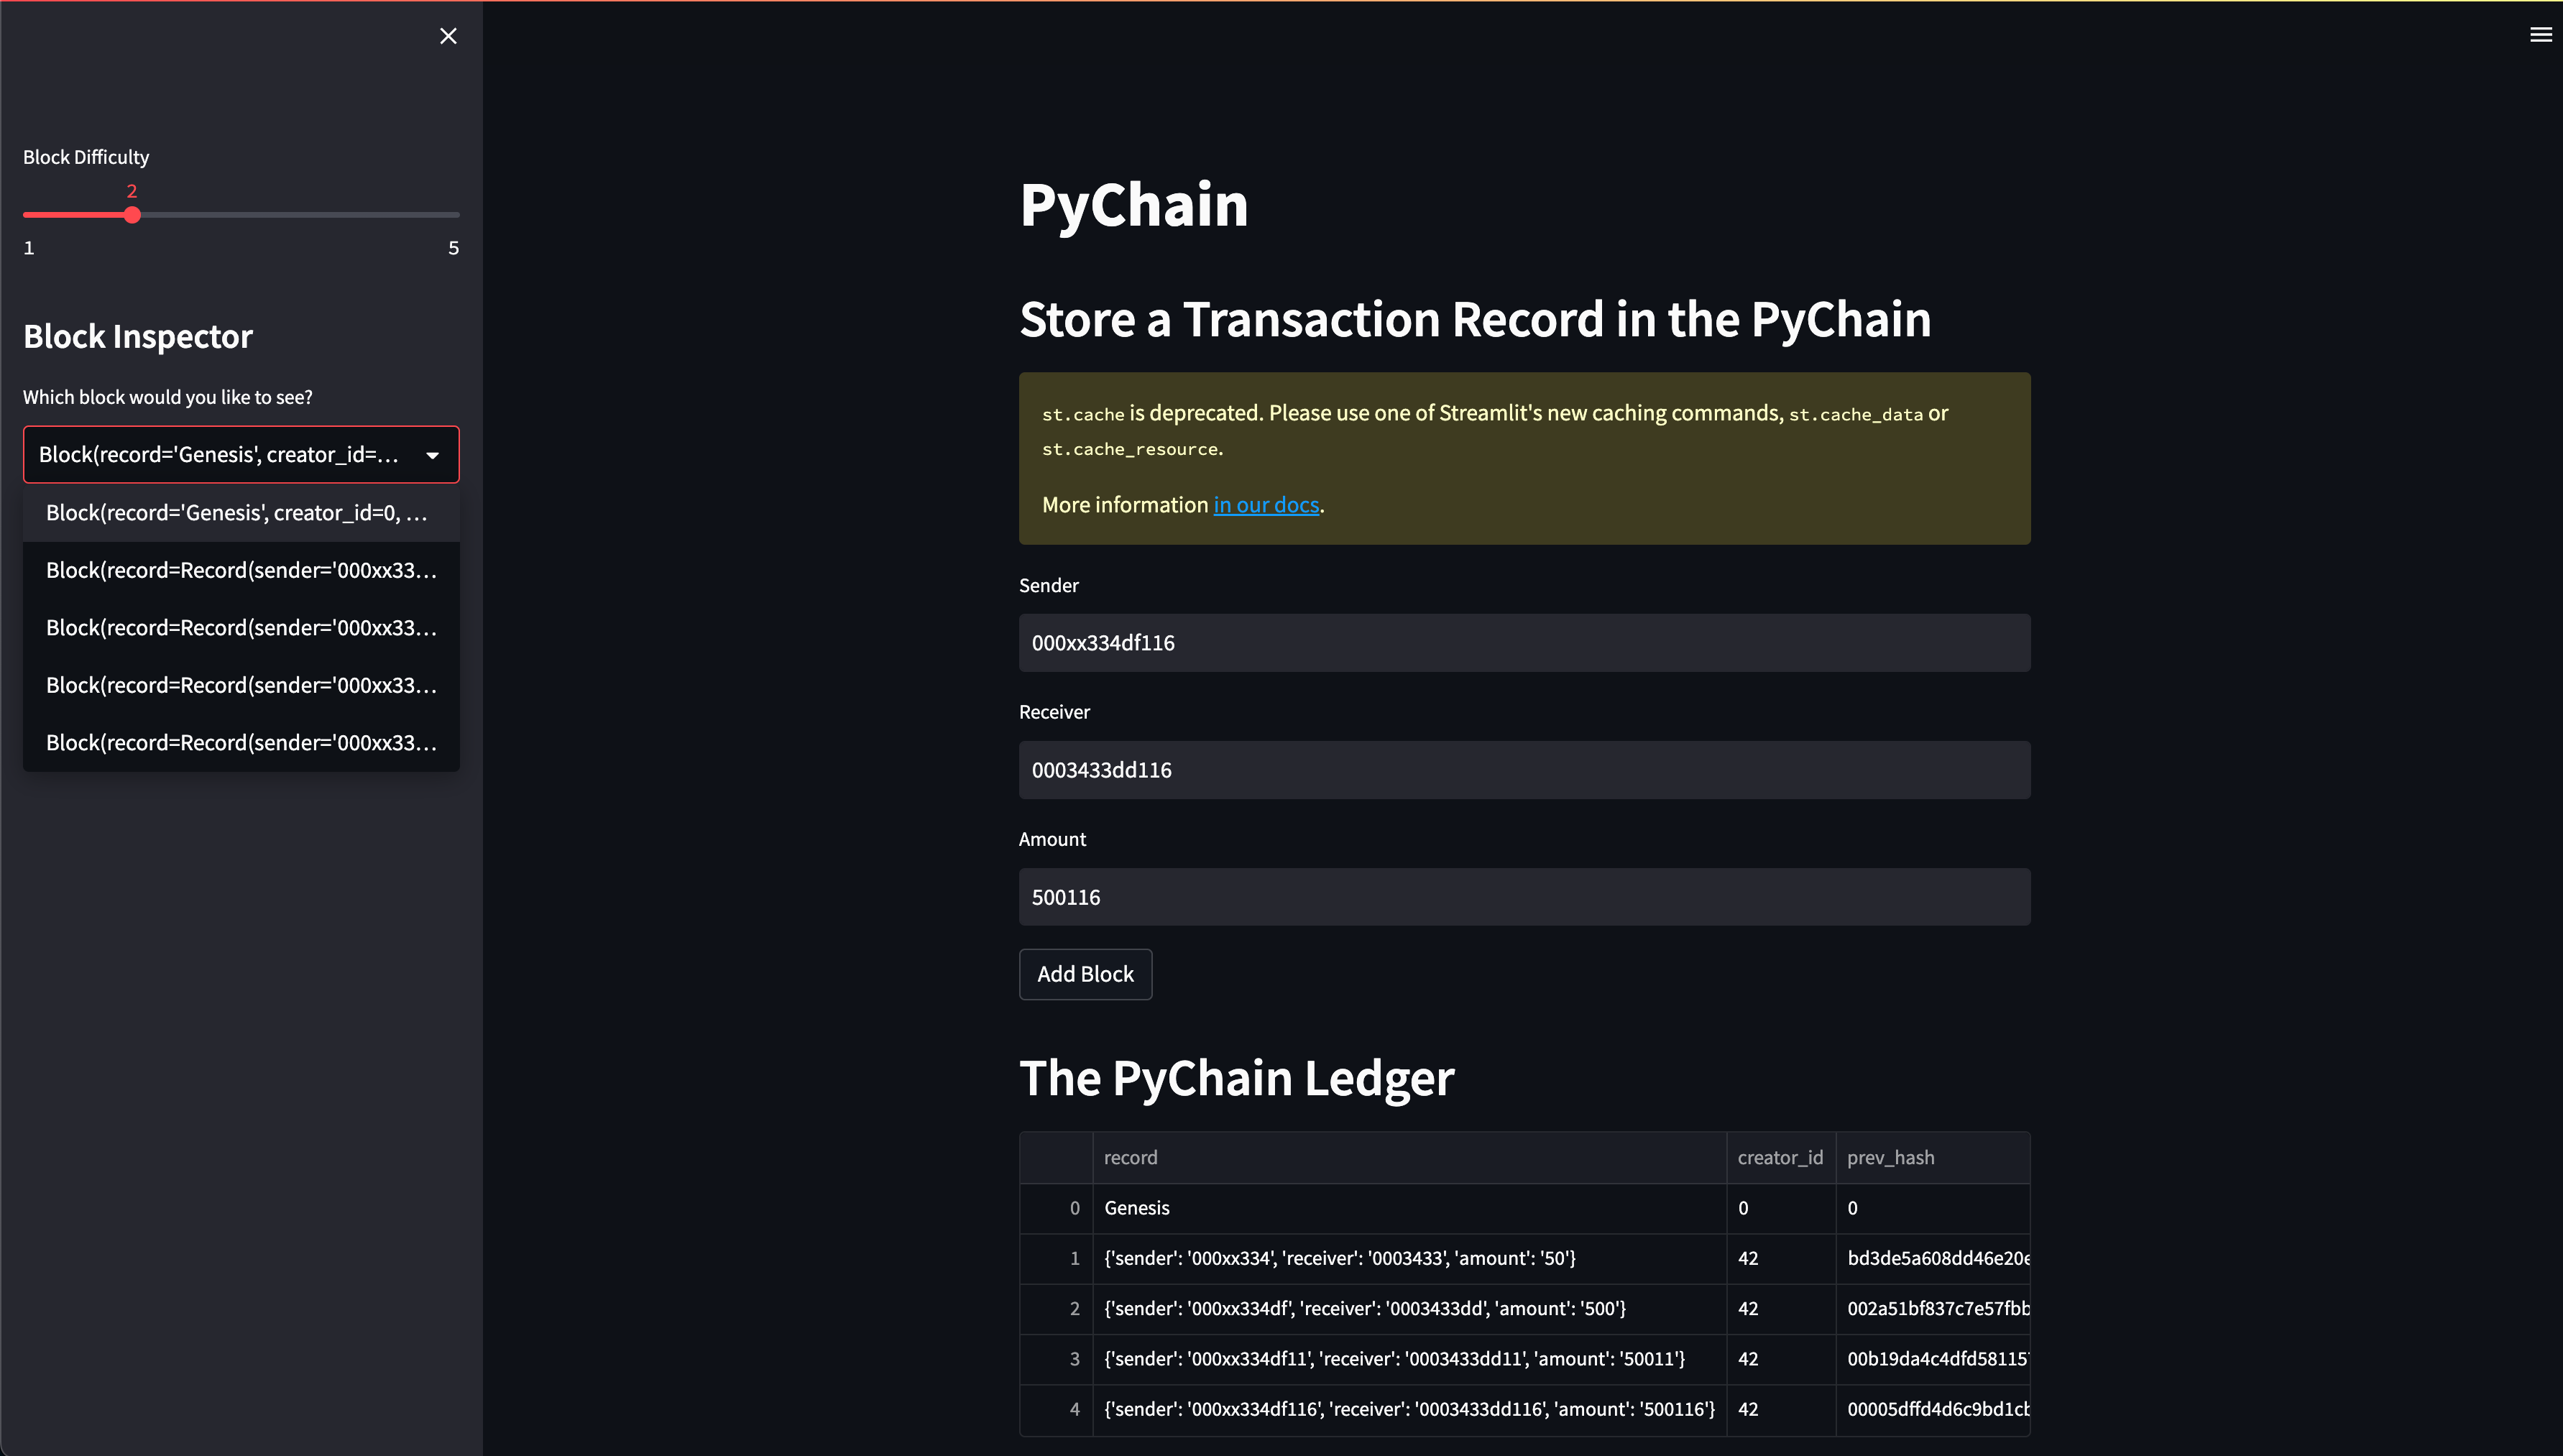 Block Difficulty
2
1 5
Block Inspector
Which block would you like to see?
Block(record='Genesis', creator_id=...
Block(record='Genesis', creator_id=0, ...
Block(record=Record(sender='000xx33...
Block(record=Record(sender='000xx33...
Block(record=Record(sender='000xx33...
Block(record=Record(sender='000xx33...
PyChain
Store a Transaction Record in the PyChain
st.cache is deprecated. Please use one of Streamlit's new caching commands, st.cache_data or
st.cache_resource.
More information in our docs.
Sender
000xx334df116
Receiver
0003433dd116
Amount
500116
Add Block
The PyChain Ledger
record creator_id prev_hash
0 Genesis 0 0
1 {'sender': '000xx334', 'receiver': '0003433', 'amount': '50'} 42 bd3de5a608dd46e20e
2 {'sender': '000xx334df', 'receiver': '0003433dd', 'amount': '500'} 42 002a51bf837c7e57fbb
3 {'sender': '000xx334df11', 'receiver': '0003433dd11', 'amount': '50011'} 42 00b19da4c4dfd58115
4 {'sender': '000xx334df116', 'receiver': '0003433dd116', 'amount': '500116'} 42 00005dffd4d6c9bd1cb